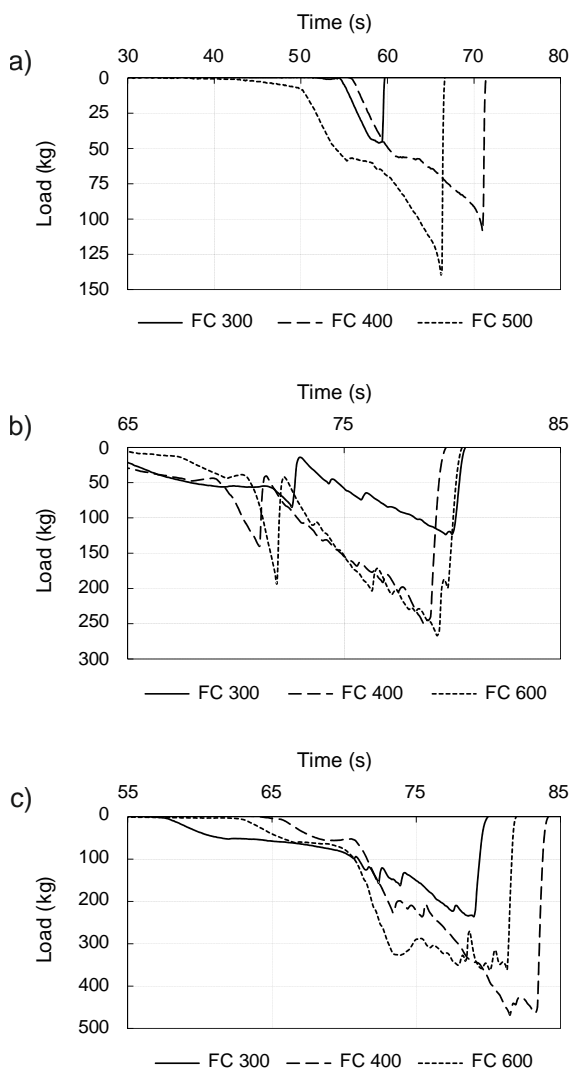 Time (s)
30 40 50 60 70 80
a)
0
25
50
75
100
125
150
Load (kg)
FC 300 FC 400 FC 500
Time (s)
65 75 85
b)
0
50
100
150
200
250
300
Load (kg)
FC 300 FC 400 FC 600
Time (s)
55 65 75 85
c)
0
100
200
300
400
500
Load (kg)
FC 300 FC 400 FC 600